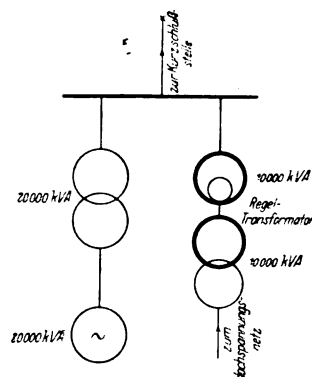 zur Kurzschluß-
stelle
20000 kVA
10000 kVA
Regel-
Transformator
10000 kVA
20000 kVA
~
zum
Hochspannungs-
netz